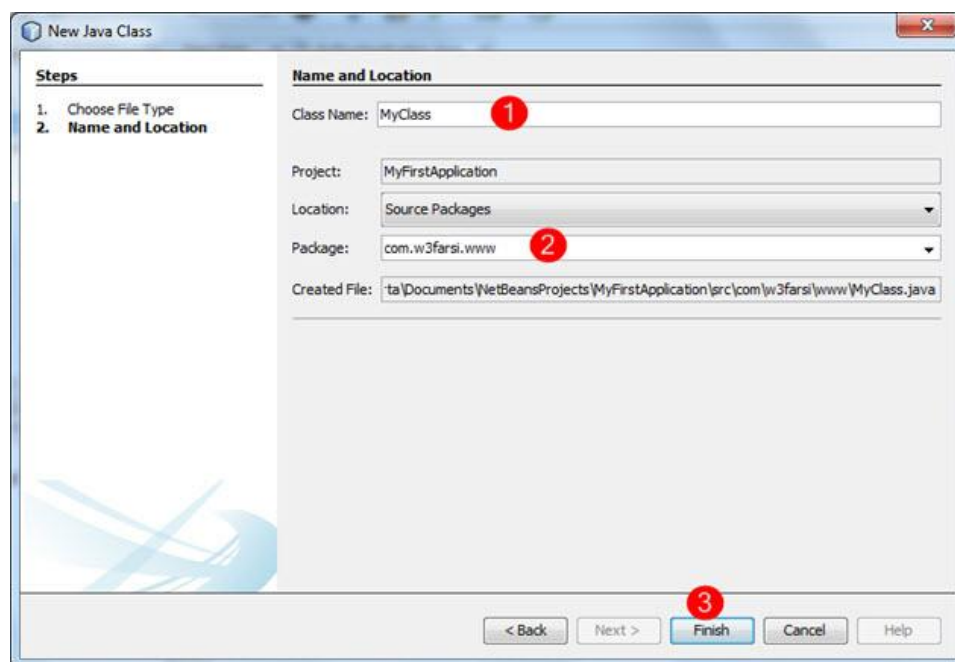 New Java Class
Steps
1. Choose File Type
2. Name and Location
Name and Location
Class Name: MyClass 1
Project: MyFirstApplication
Location: Source Packages
Package: com.w3farsi.www 2
Created File: ta\Documents\NetBeansProjects\MyFirstApplication\src\com\w3farsi\www\MyClass.java
3
< Back Next > Finish Cancel Help